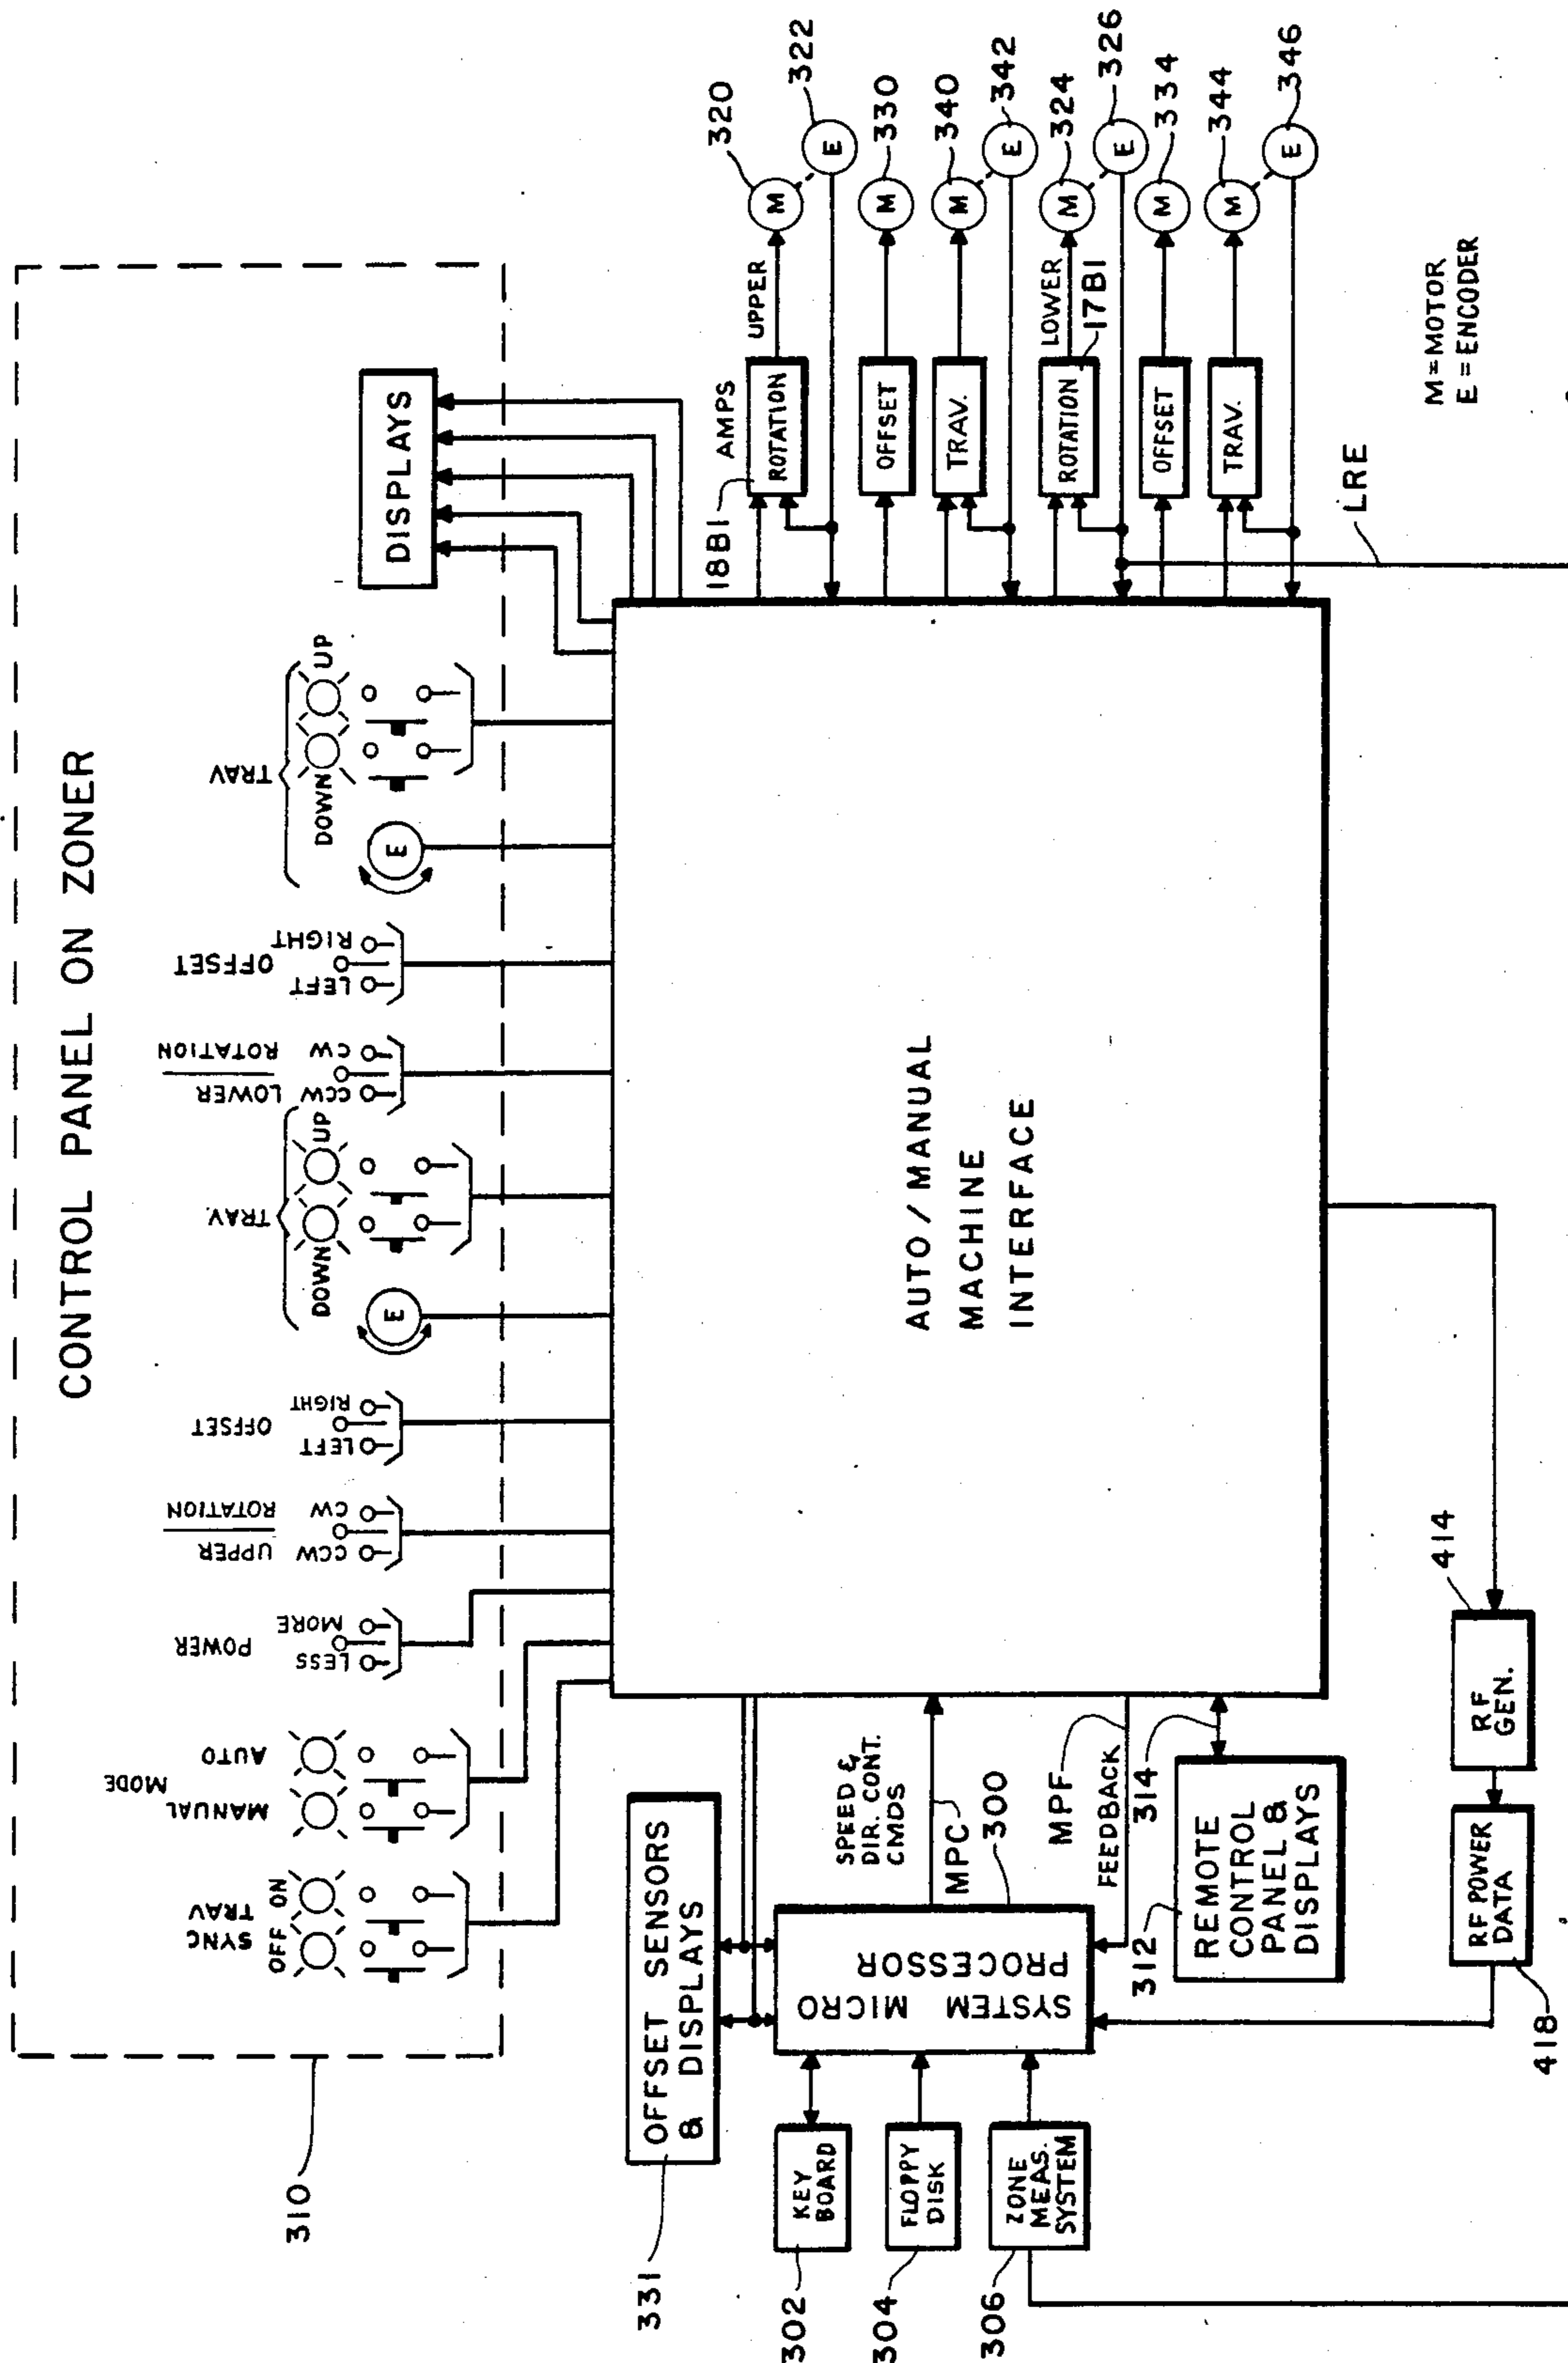 CONTROL PANEL ON ZONER
310
SYNC
TRAV
OFF ON
MODE
MANUAL AUTO
POWER
LESS MORE
UPPER ROTATION
CCW CW
OFFSET
LEFT RIGHT
E
TRAV.
DOWN UP
LOWER ROTATION
CCW CW
OFFSET
LEFT RIGHT
E
TRAV
DOWN UP
DISPLAYS
331
OFFSET SENSORS
& DISPLAYS
302
KEY
BOARD
304
FLOPPY
DISK
306
ZONE
MEAS.
SYSTEM
SYSTEM MICRO
PROCESSOR
SPEED &
DIR. CONT.
CMDS
MPC
300
MPF
FEEDBACK
314
312
REMOTE
CONTROL
PANEL &
DISPLAYS
AUTO / MANUAL
MACHINE
INTERFACE
18B1
AMPS
ROTATION
UPPER
M
320
E
322
OFFSET
M
330
TRAV.
M
340
E
342
ROTATION
LOWER
17B1
M
324
E
326
OFFSET
M
334
TRAV.
M
344
E
346
LRE
M=MOTOR
E=ENCODER
414
RF
GEN.
RF POWER
DATA
418